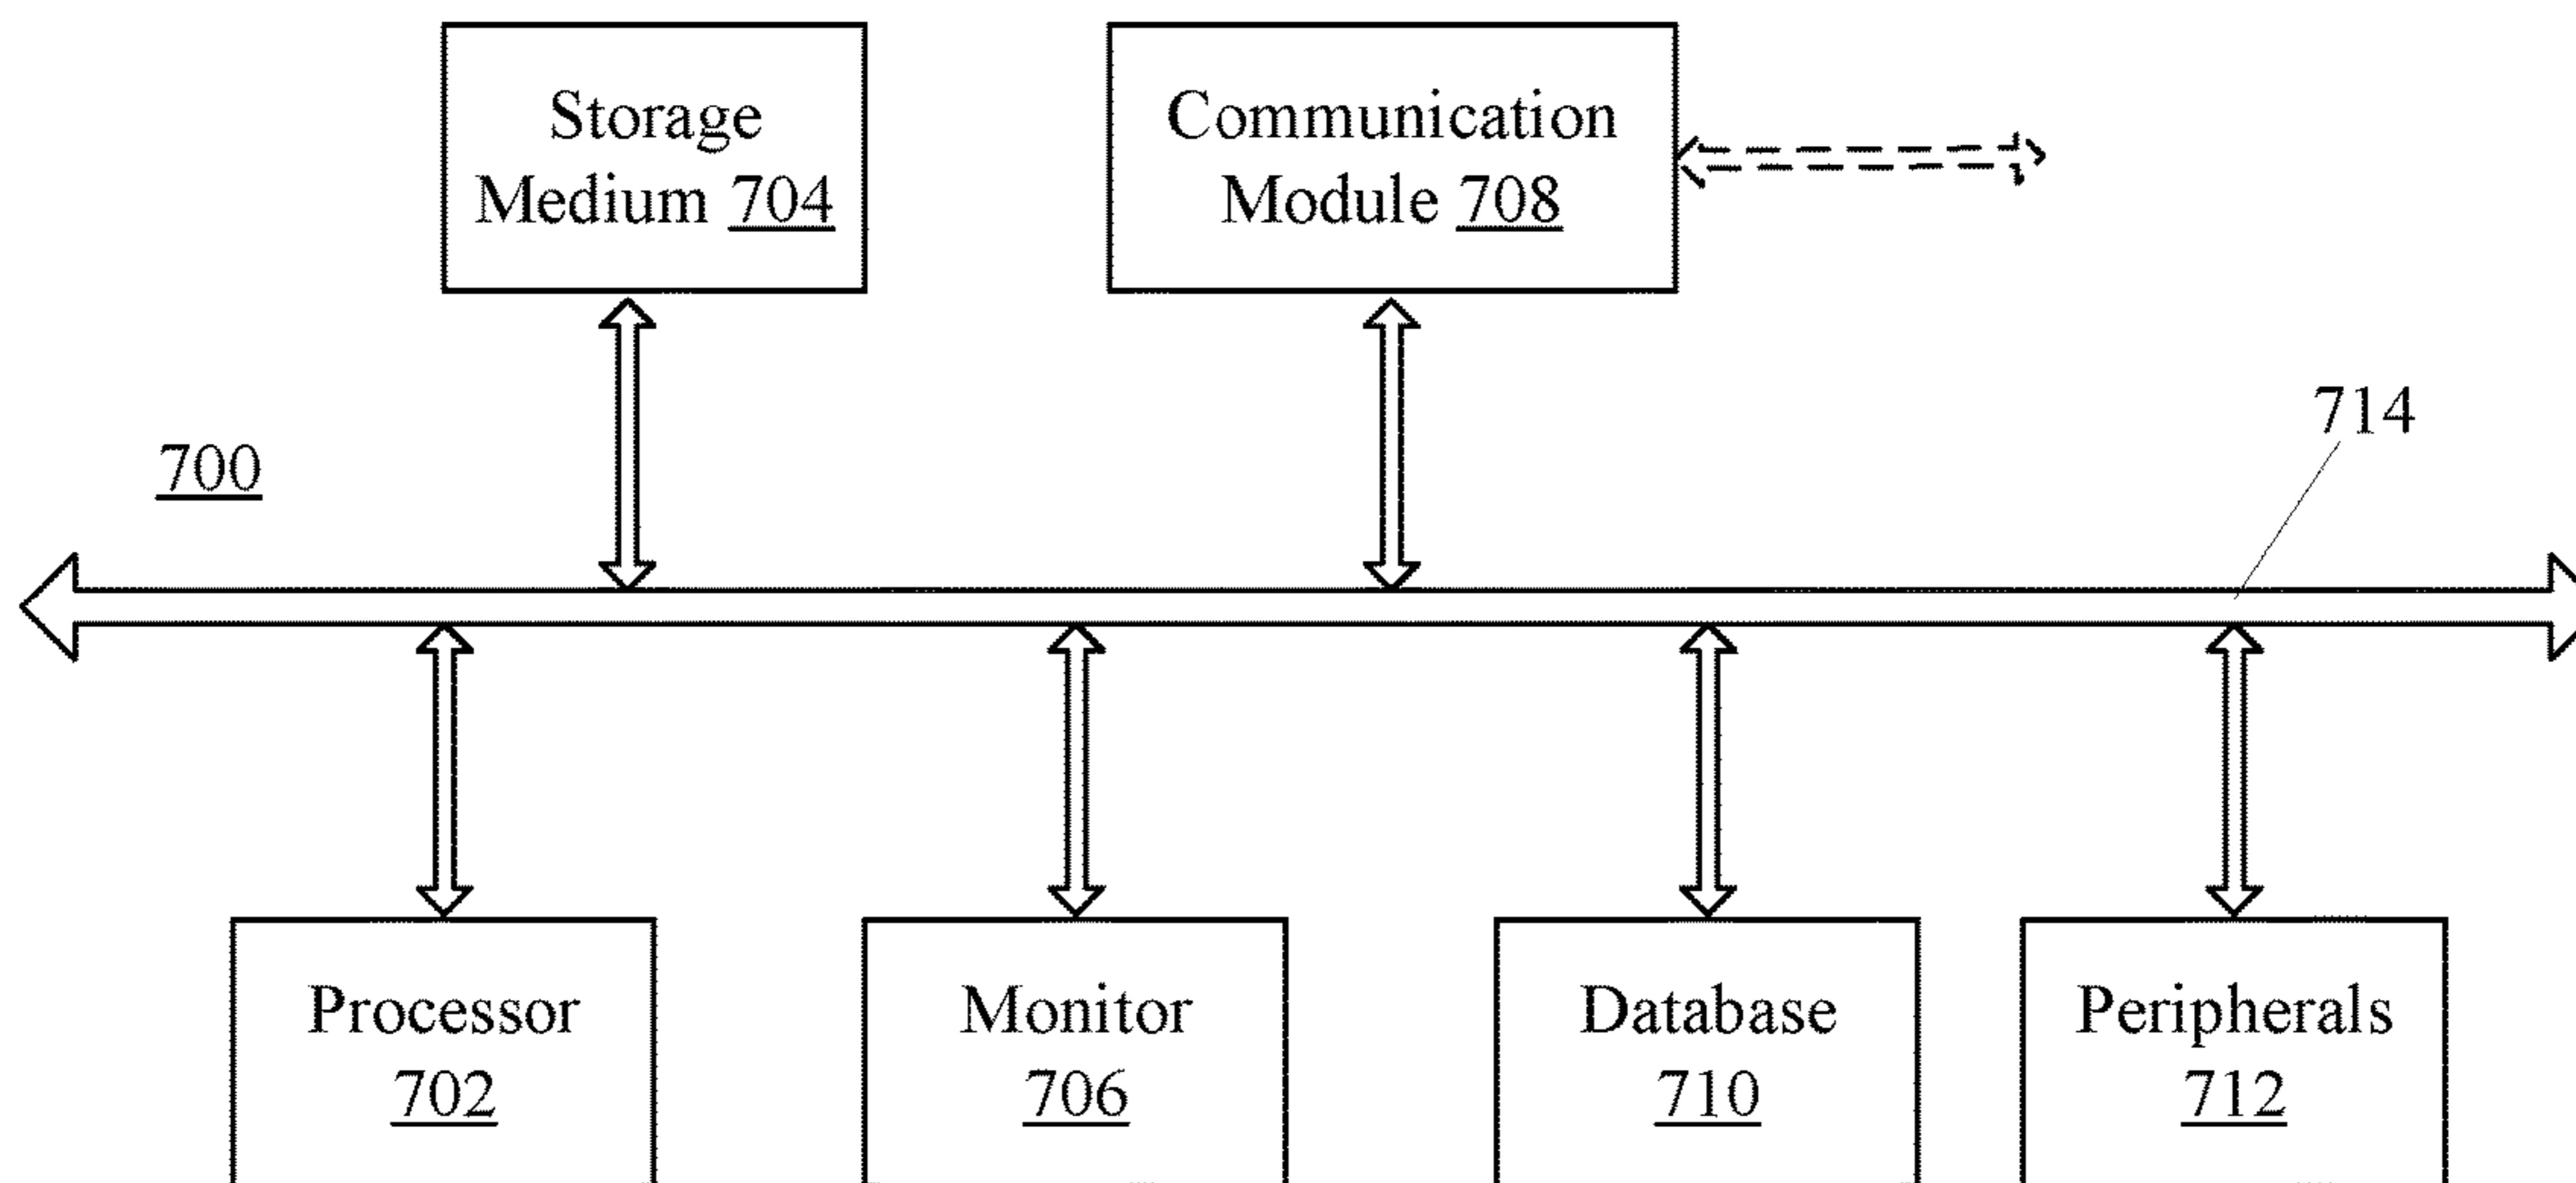 Storage
Medium 704
Communication
Module 708
714
700
Processor
702
Monitor
706
Database
710
Peripherals
712